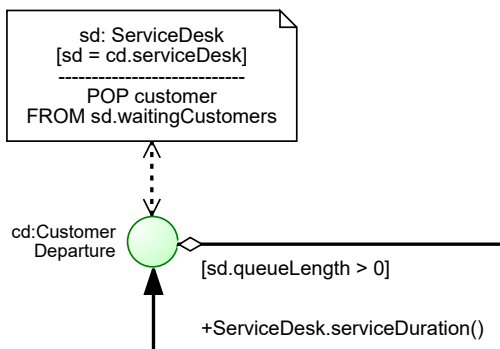 sd: ServiceDesk
[sd = cd.serviceDesk]
----------------------------
POP customer
FROM sd.waitingCustomers
cd:Customer
Departure
[sd.queueLength > 0]
+ServiceDesk.serviceDuration()